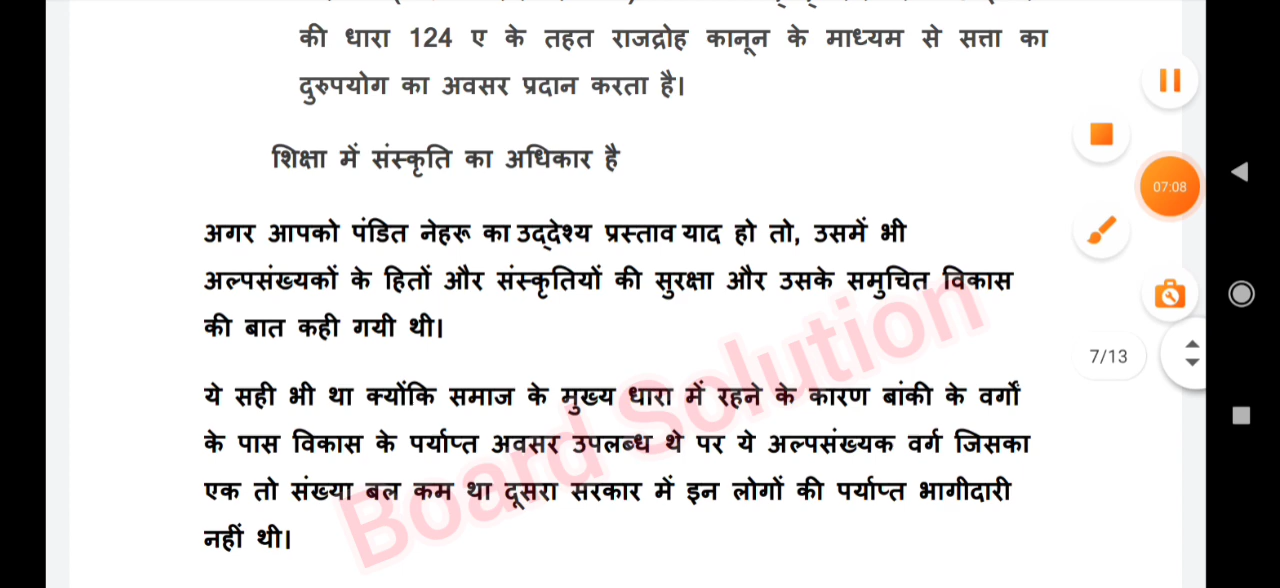 की धारा 124 ए के तहत राजद्रोह कानून के माध्यम से सत्ता का
दुरुपयोग का अवसर प्रदान करता है।
शिक्षा में संस्कृति का अधिकार है
अगर आपको पंडित नेहरू का उद्देश्य प्रस्ताव याद हो तो, उसमें भी
अल्पसंख्यकों के हितों और संस्कृतियों की सुरक्षा और उसके समुचित विकास
की बात कही गयी थी।
ये सही भी था क्योंकि समाज के मुख्य धारा में रहने के कारण बांकी के वर्गों
के पास विकास के पर्याप्त अवसर उपलब्ध थे पर ये अल्पसंख्यक वर्ग जिसका
एक तो संख्या बल कम था दूसरा सरकार में इन लोगों की पर्याप्त भागीदारी
नहीं थी।
Board Solution
07:08
7/13